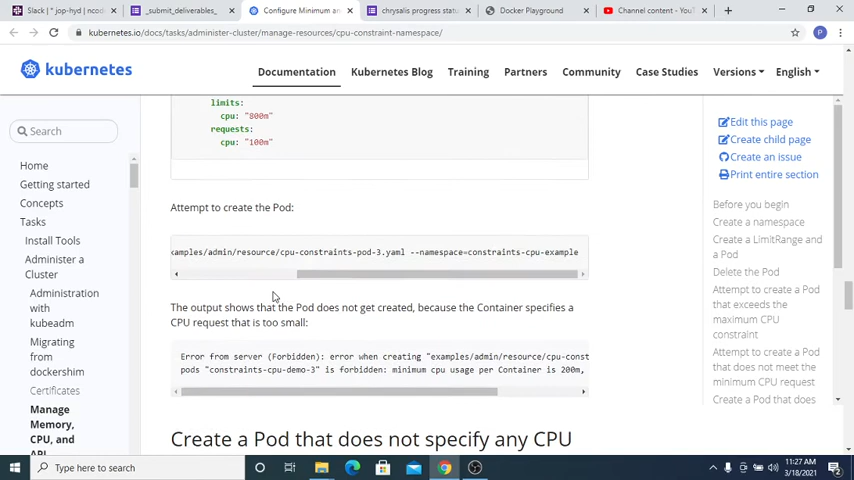 Slack | * jop-hyd | ncod
_submit_deliverables_
Configure Minimum an
chrysalis progress statu
Docker Playground
Channel content - YouT
kubernetes.io/docs/tasks/administer-cluster/manage-resources/cpu-constraint-namespace/
P
kubernetes
Documentation
Kubernetes Blog
Training
Partners
Community
Case Studies
Versions
English
Search
Home
Getting started
Concepts
Tasks
Install Tools
Administer a
Cluster
Administration
with
kubeadm
Migrating
from
dockershim
Certificates
Manage
Memory,
CPU, and
API
limits:
cpu: "800m"
requests:
cpu: "100m"
Attempt to create the Pod:
xamples/admin/resource/cpu-constraints-pod-3.yaml --namespace=constraints-cpu-example
The output shows that the Pod does not get created, because the Container specifies a
CPU request that is too small:
Error from server (Forbidden): error when creating "examples/admin/resource/cpu-const
pods "constraints-cpu-demo-3" is forbidden: minimum cpu usage per Container is 200m,
Create a Pod that does not specify any CPU
Edit this page
Create child page
Create an issue
Print entire section
Before you begin
Create a namespace
Create a LimitRange and
a Pod
Delete the Pod
Attempt to create a Pod
that exceeds the
maximum CPU
constraint
Attempt to create a Pod
that does not meet the
minimum CPU request
Create a Pod that does
Type here to search
11:27 AM
3/18/2021
2